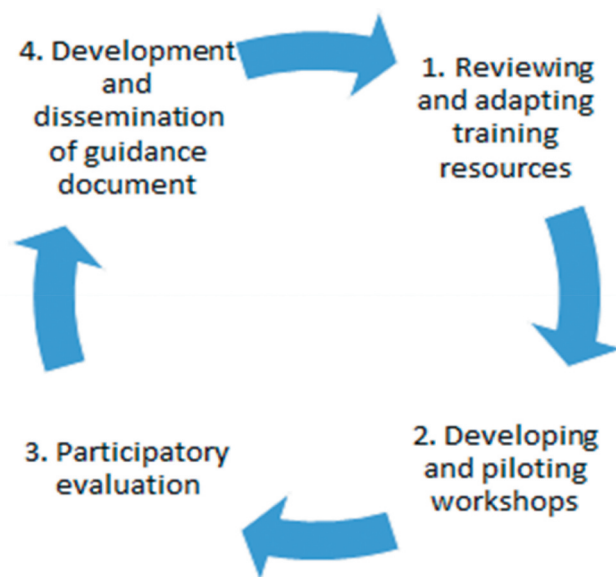 1. Reviewing
and adapting
training
resources
2. Developing
and piloting
workshops
3. Participatory
evaluation
4. Development
and
dissemination
of guidance
document